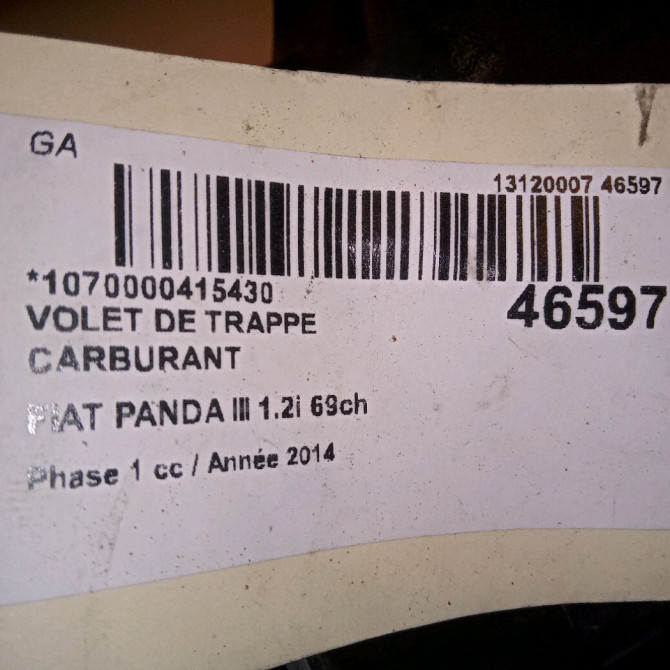 GA
13120007 46597
*1070000415430
46597
VOLET DE TRAPPE
CARBURANT
FIAT PANDA III 1.2i 69ch
Phase 1 cc / Année 2014